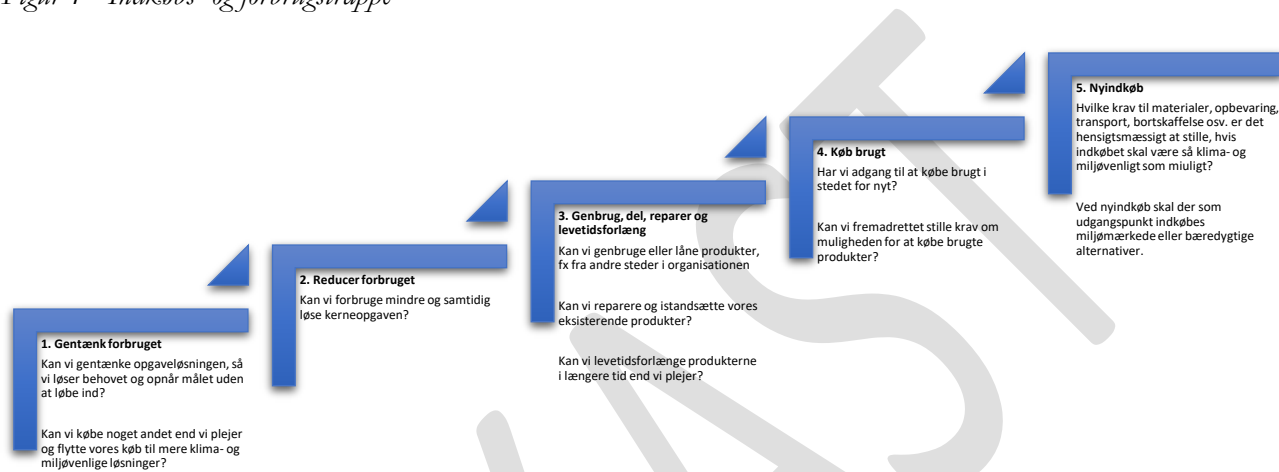 1. Gentænk forbruget
Kan vi gentænke opgaveløsningen, så
vi løser behovet og opnår målet uden
at løbe ind?
Kan vi købe noget andet end vi plejer
og flytte vores køb til mere klima- og
miljøvenlige løsninger?
2. Reducer forbruget
Kan vi forbruge mindre og samtidig
løse kerneopgaven?
3. Genbrug, del, reparer og
levetidsforlæng
Kan vi genbruge eller låne produkter,
fx fra andre steder i organisationen
Kan vi reparere og istandsætte vores
eksisterende produkter?
Kan vi levetidsforlænge produkterne
i længere tid end vi plejer?
4. Køb brugt
Har vi adgang til at købe brugt i
stedet for nyt?
Kan vi fremadrettet stille krav om
muligheden for at købe brugte
produkter?
5. Nyindkøb
Hvilke krav til materialer, opbevaring,
transport, bortskaffelse osv. er det
hensigtsmæssigt at stille, hvis
indkøbet skal være så klima- og
miljøvenligt som miuligt?
Ved nyindkøb skal der som
udgangspunkt indkøbes
miljømærkede eller bæredygtige
alternativer.